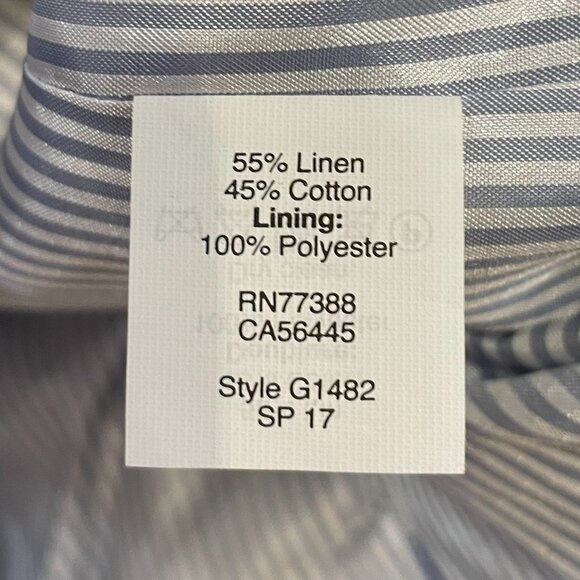 55% Linen
45% Cotton
Lining:
100% Polyester
RN77388
CA56445
Style G1482
SP 17